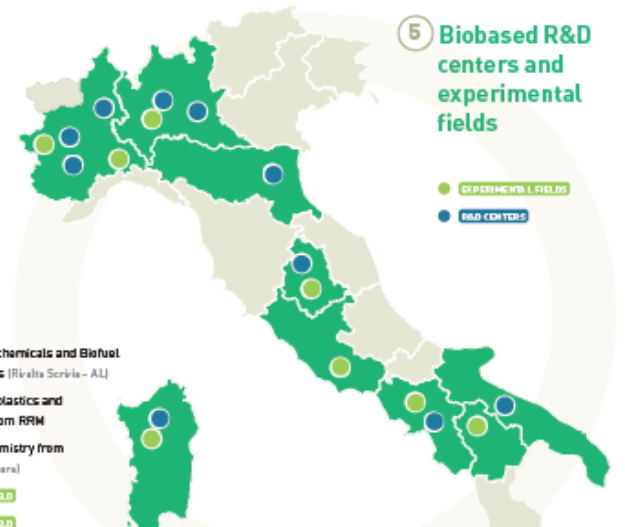 5
Biobased R&D
centers and
experimental
fields
EXPERIMENTAL FIELDS
R&D CENTERS
chemicals and Biofuel
(Rivalta Scrivia - AL)
plastics and
om RRM
mistry from